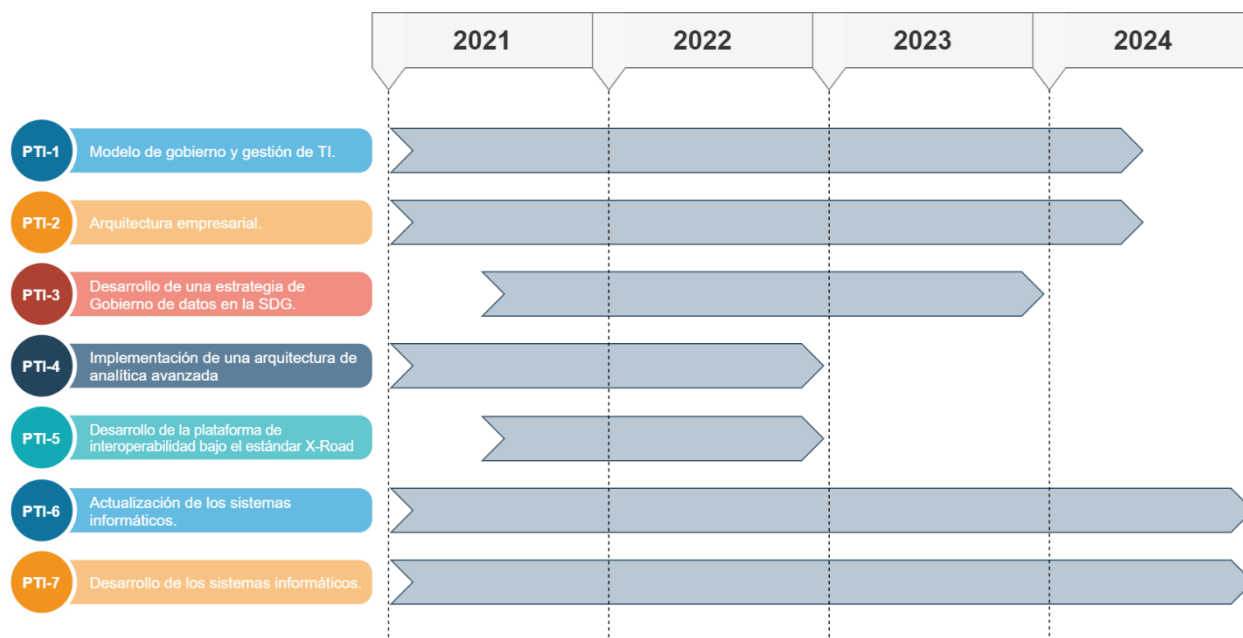 2021 2022 2023 2024
PTI-1 Modelo de gobierno y gestión de TI.
PTI-2 Arquitectura empresarial.
PTI-3 Desarrollo de una estrategia de
Gobierno de datos en la SDG.
PTI-4 Implementación de una arquitectura de
analítica avanzada
PTI-5 Desarrollo de la plataforma de
interoperabilidad bajo el estándar X-Road
PTI-6 Actualización de los sistemas
informáticos.
PTI-7 Desarrollo de los sistemas informáticos.